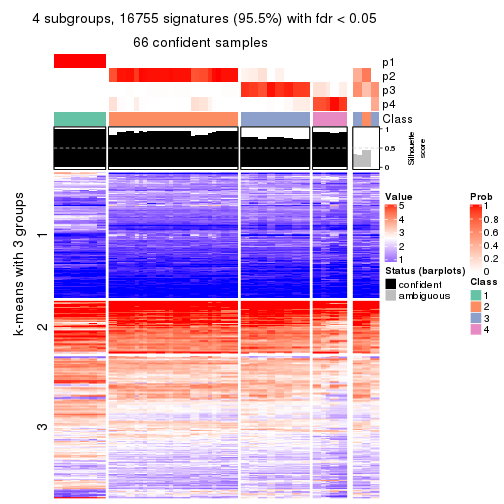 4 subgroups, 16755 signatures (95.5%) with fdr < 0.05
66 confident samples
p1
p2
p3
p4
Class
1
0.5
0
Silhouette
score
k-means with 3 groups
1
2
3
Value
5
4
3
2
1
Status (barplots)
confident
ambiguous
Prob
1
0.8
0.6
0.4
0.2
0
Class
1
2
3
4